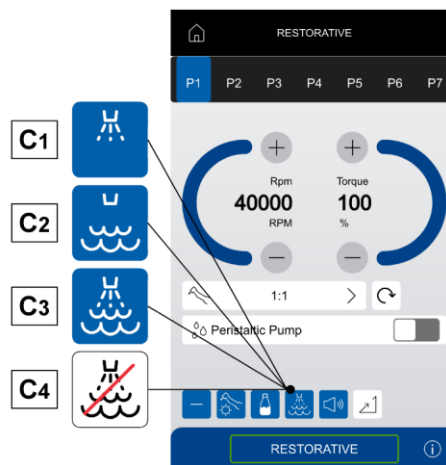 RESTORATIVE
P1 P2 P3 P4 P5 P6 P7
C1
C2
C3
C4
Rpm
40000
RPM
Torque
100
%
1:1
Peristaltic Pump
RESTORATIVE